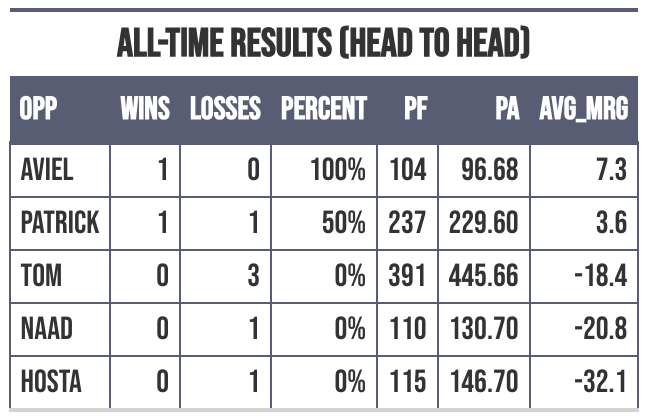 ALL-TIME RESULTS (HEAD TO HEAD)
OPP WINS LOSSES PERCENT PF PA AVG_MRG
AVIEL 1 0 100% 104 96.68 7.3
PATRICK 1 1 50% 237 229.60 3.6
TOM 0 3 0% 391 445.66 -18.4
NAAD 0 1 0% 110 130.70 -20.8
HOSTA 0 1 0% 115 146.70 -32.1